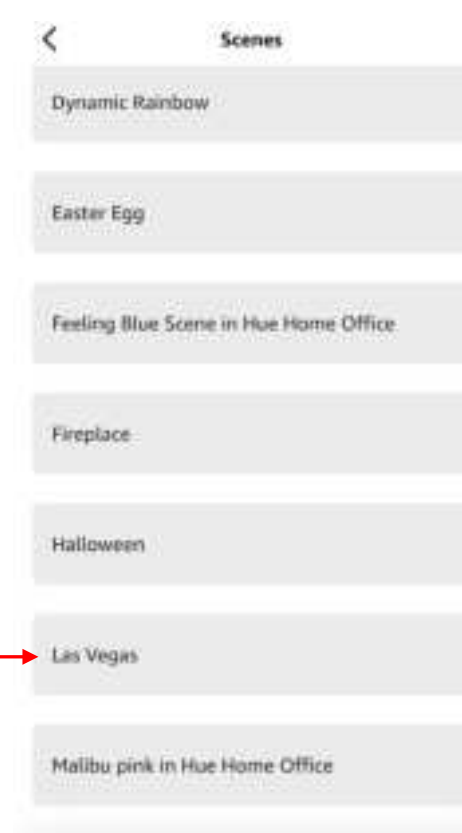 Scenes
Dynamic Rainbow
Easter Egg
Feeling Blue Scene in Hue Home Office
Fireplace
Halloween
Las Vegas
Malibu pink in Hue Home Office